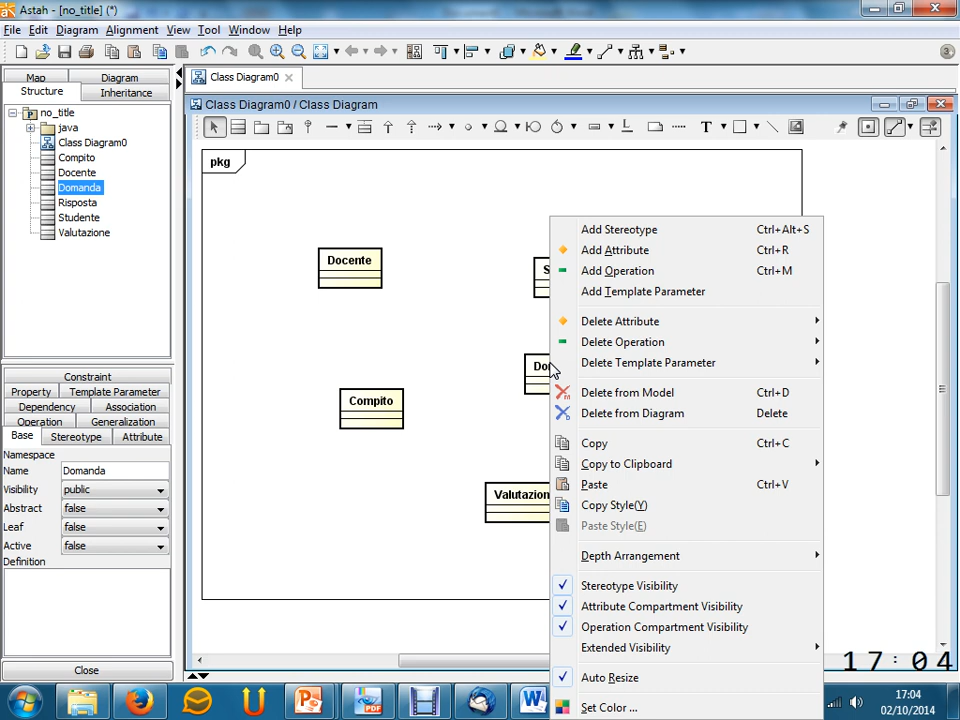 Astah - [no_title] (*)
File Edit Diagram Alignment View Tool Window Help
3
Map Diagram
Structure Inheritance
no_title
java
Class Diagram0
Compito
Docente
Domanda
Risposta
Studente
Valutazione
Constraint
Property Template Parameter
Dependency Association
Operation Generalization
Base Stereotype Attribute
Namespace
Name Domanda
Visibility public
Abstract false
Leaf false
Active false
Definition
Close
Class Diagram0
Class Diagram0 / Class Diagram
T
pkg
Docente
S
Do
Compito
Valutazion
Add Stereotype Ctrl+Alt+S
Add Attribute Ctrl+R
Add Operation Ctrl+M
Add Template Parameter
Delete Attribute
Delete Operation
Delete Template Parameter
Delete from Model Ctrl+D
Delete from Diagram Delete
Copy Ctrl+C
Copy to Clipboard
Paste Ctrl+V
Copy Style(Y)
Paste Style(E)
Depth Arrangement
Stereotype Visibility
Attribute Compartment Visibility
Operation Compartment Visibility
Extended Visibility
Auto Resize
Set Color ...
17:04
17:04
02/10/2014